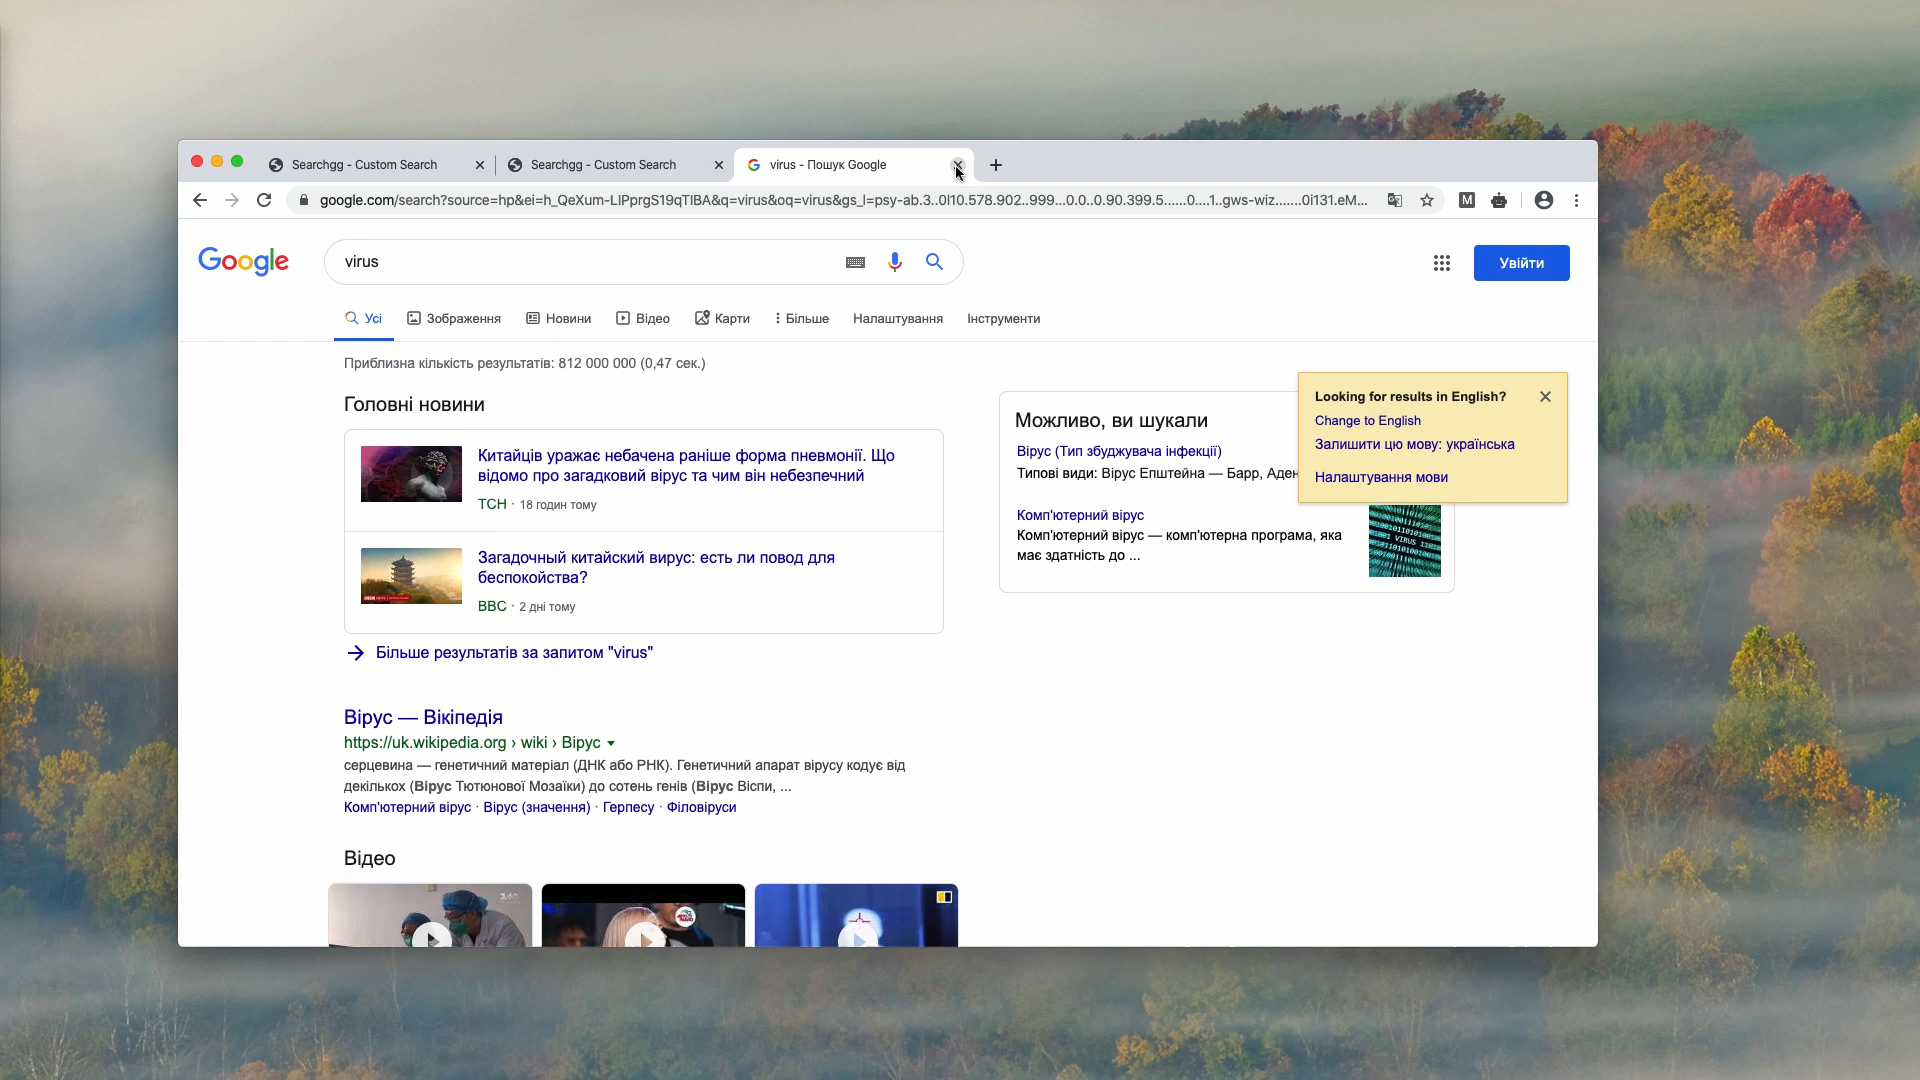 Searchgg - Custom Search
Searchgg - Custom Search
virus - Пошук Google
google.com/search?source=hp&ei=h_QeXum-LIPprgS19qTIBA&q=virus&oq=virus&gs_l=psy-ab.3..0l10.578.902..999...0.0..0.90.399.5......0....1..gws-wiz.......0i131.eM...
M
Google
virus
Увійти
Усі
Зображення
Новини
Відео
Карти
Більше
Налаштування
Інструменти
Приблизна кількість результатів: 812 000 000 (0,47 сек.)
Головні новини
Китайців уражає небачена раніше форма пневмонії. Що
відомо про загадковий вірус та чим він небезпечний
ТСН · 18 годин тому
Загадочный китайский вирус: есть ли повод для
беспокойства?
BBC · 2 дні тому
Більше результатів за запитом "virus"
Вірус — Вікіпедія
https://uk.wikipedia.org › wiki › Вірус
серцевина — генетичний матеріал (ДНК або РНК). Генетичний апарат вірусу кодує від
декількох (Вірус Тютюнової Мозаїки) до сотень генів (Вірус Віспи, ...
Комп'ютерний вірус · Вірус (значення) · Герпесу · Філовіруси
Відео
Можливо, ви шукали
Вірус (Тип збуджувача інфекції)
Типові види: Вірус Епштейна — Барр, Аден
Комп'ютерний вірус
Комп'ютерний вірус — комп'ютерна програма, яка
має здатність до ...
VIRUS
Looking for results in English?
Change to English
Залишити цю мову: українська
Налаштування мови